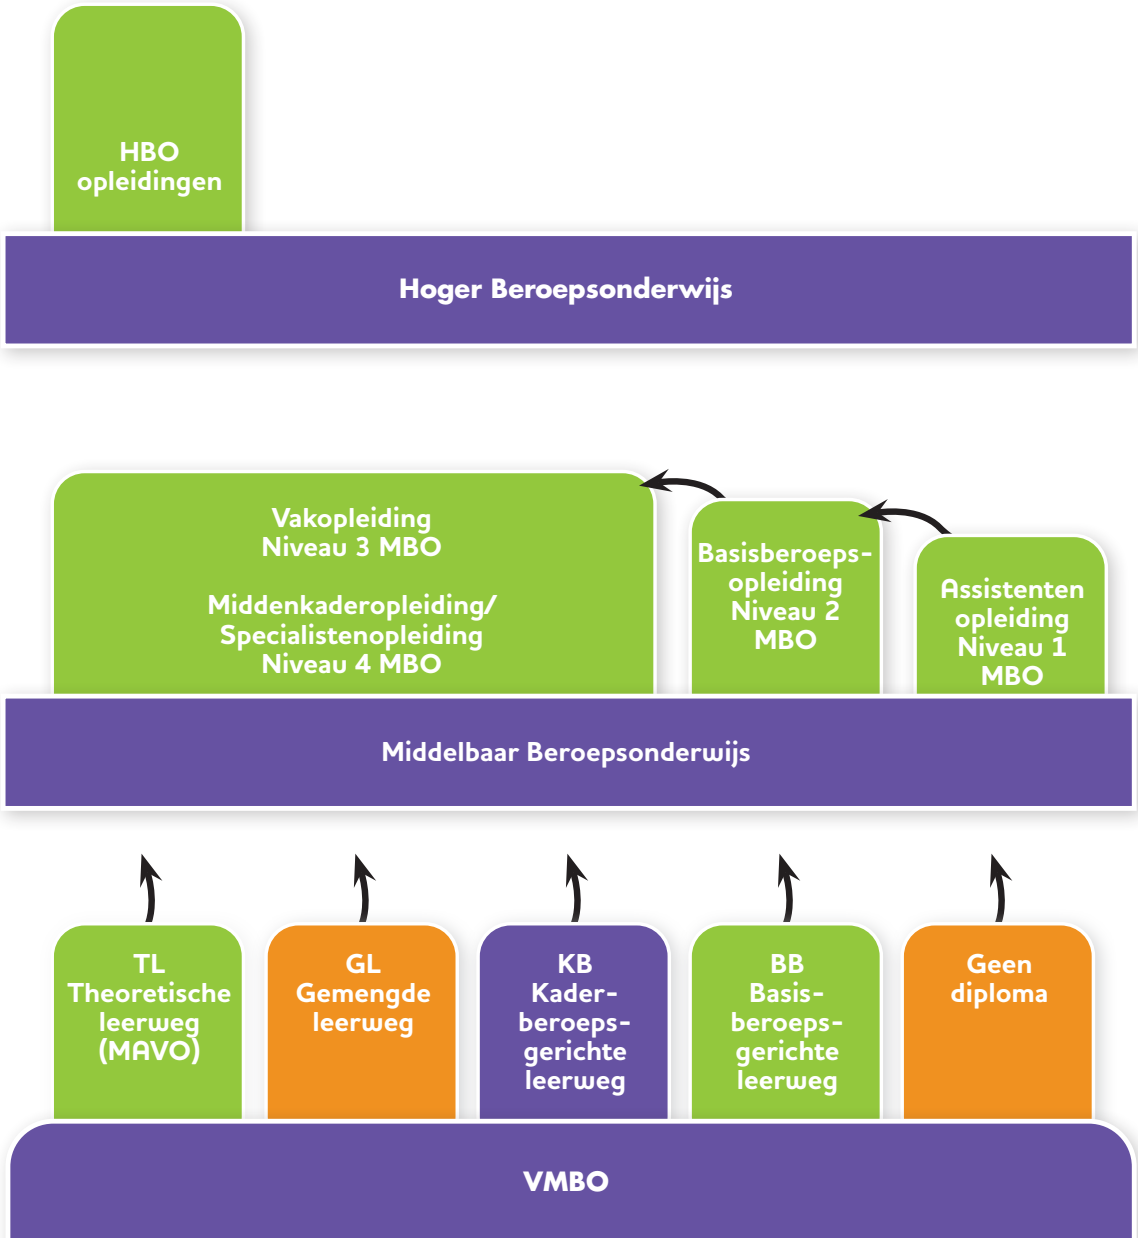 HBO
opleidingen
Hoger Beroepsonderwijs
Vakopleiding
Niveau 3 MBO
Middenkaderopleiding/
Specialistenopleiding
Niveau 4 MBO
Basisberoeps-
opleiding
Niveau 2
MBO
Assistenten
opleiding
Niveau 1
MBO
Middelbaar Beroepsonderwijs
TL
Theoretische
leerweg
(MAVO)
GL
Gemengde
leerweg
KB
Kader-
beroeps-
gerichte
leerweg
BB
Basis-
beroeps-
gerichte
leerweg
Geen
diploma
VMBO